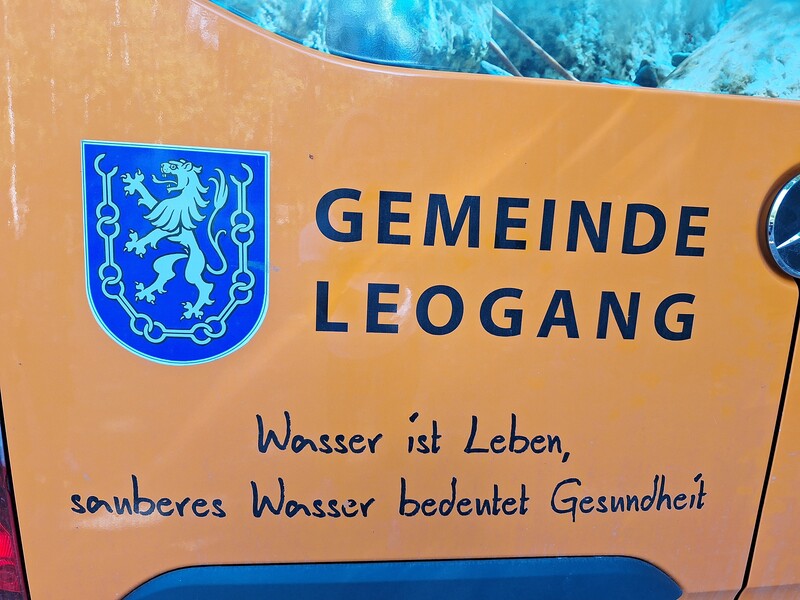 GEMEINDE
LEOGANG
Wasser ist Leben,
sauberes Wasser bedeutet Gesundheit